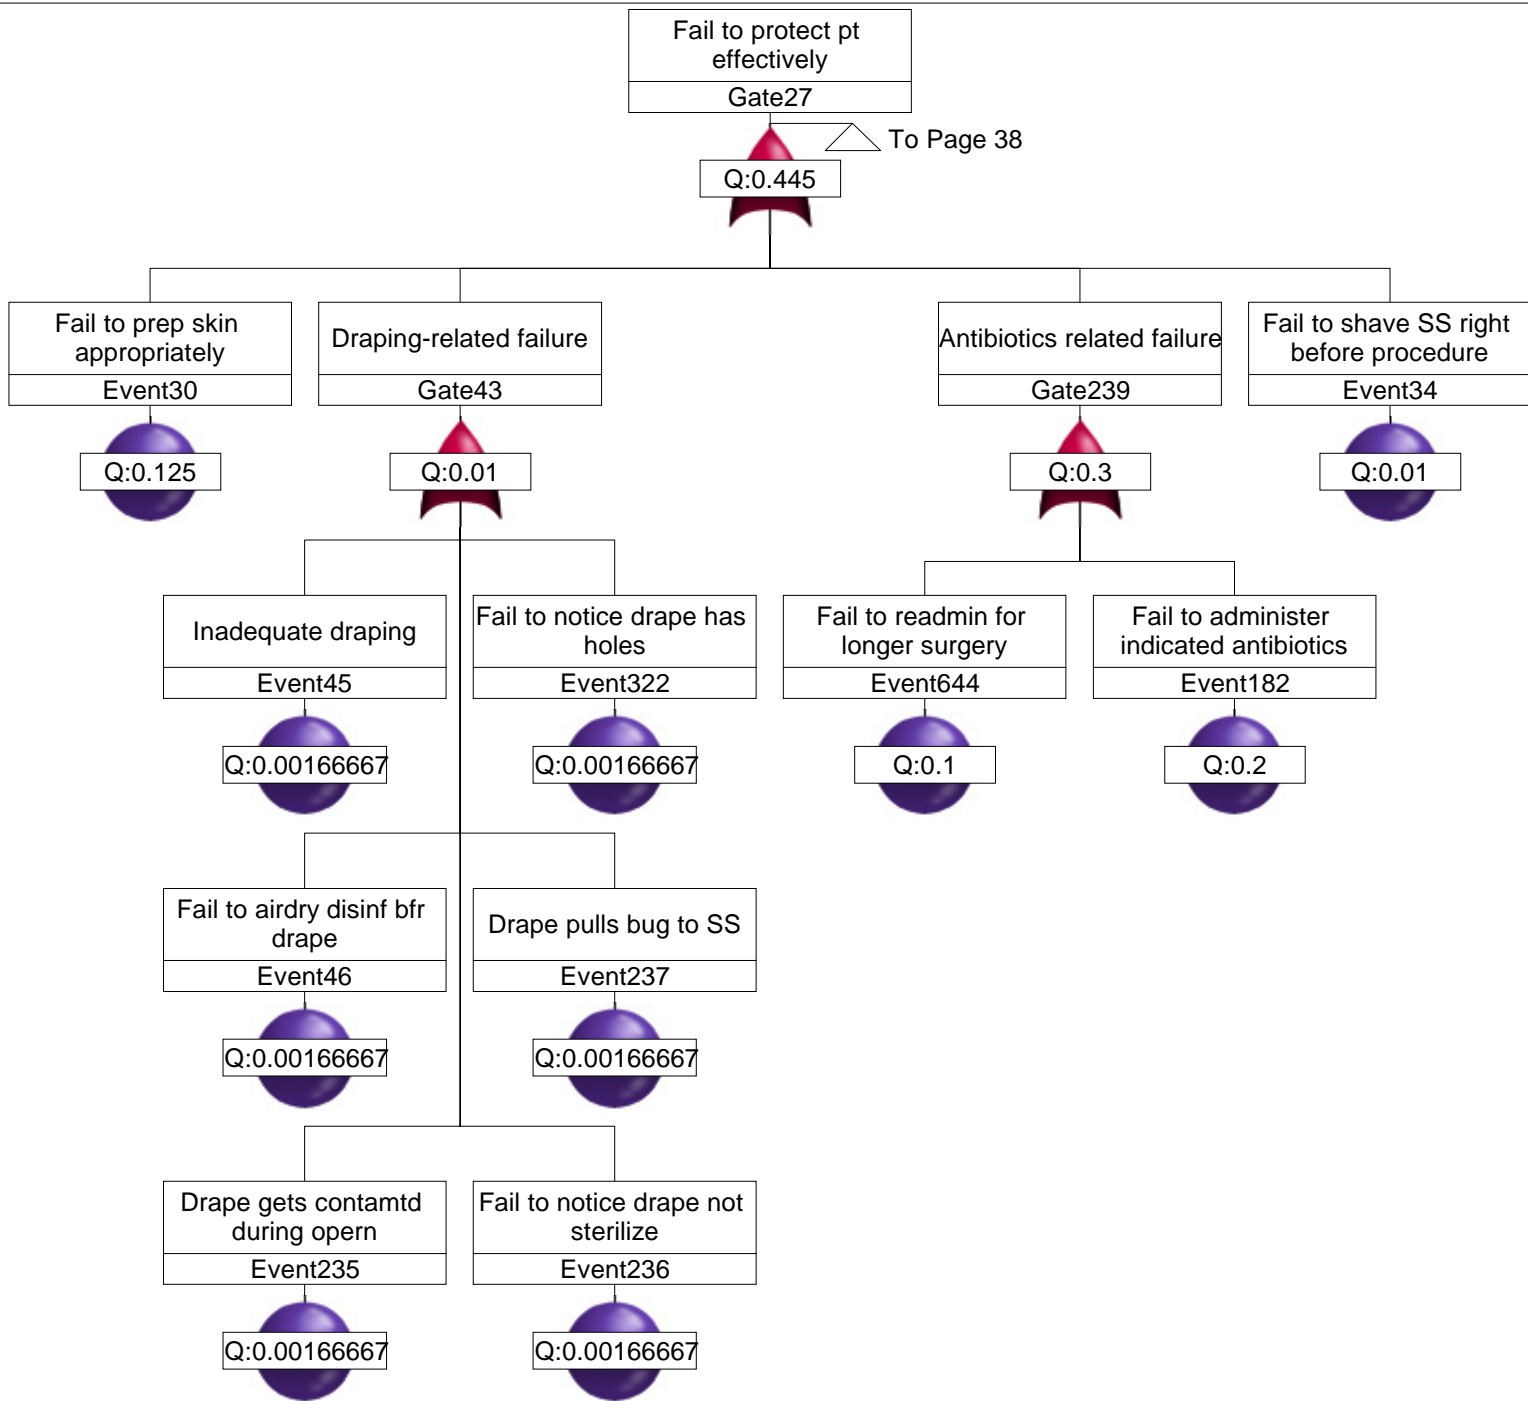 Fail to protect pt
effectively
Gate27
To Page 38
Q:0.445
Fail to prep skin
appropriately
Event30
Q:0.125
Draping-related failure
Gate43
Q:0.01
Antibiotics related failure
Gate239
Q:0.3
Fail to shave SS right
before procedure
Event34
Q:0.01
Inadequate draping
Event45
Q:0.00166667
Fail to notice drape has
holes
Event322
Q:0.00166667
Fail to readmin for
longer surgery
Event644
Q:0.1
Fail to administer
indicated antibiotics
Event182
Q:0.2
Fail to airdry disinf bfr
drape
Event46
Q:0.00166667
Drape pulls bug to SS
Event237
Q:0.00166667
Drape gets contamtd
during opern
Event235
Q:0.00166667
Fail to notice drape not
sterilize
Event236
Q:0.00166667